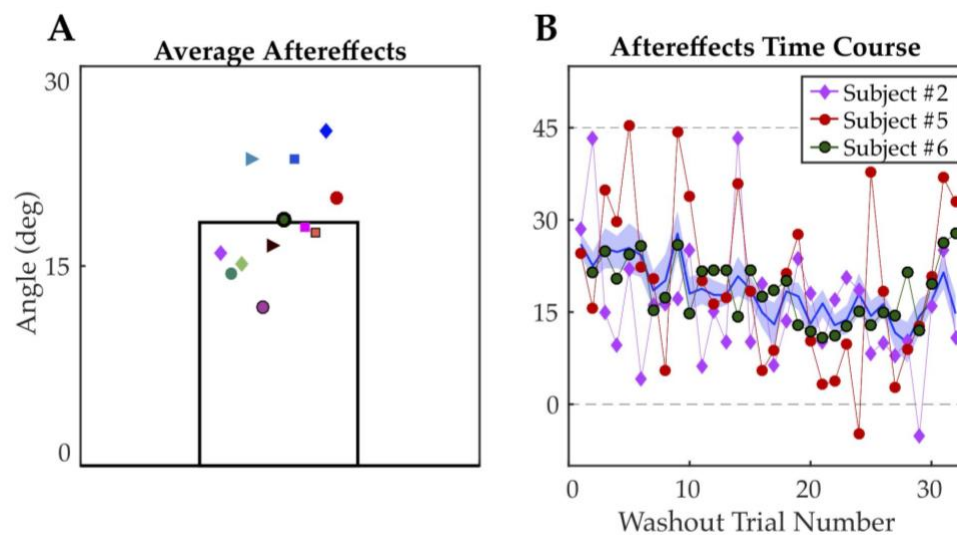 A
Average Aftereffects
30
15
0
Angle (deg)
B
Aftereffects Time Course
Subject #2
Subject #5
Subject #6
45
30
15
0
0 10 20 30
Washout Trial Number